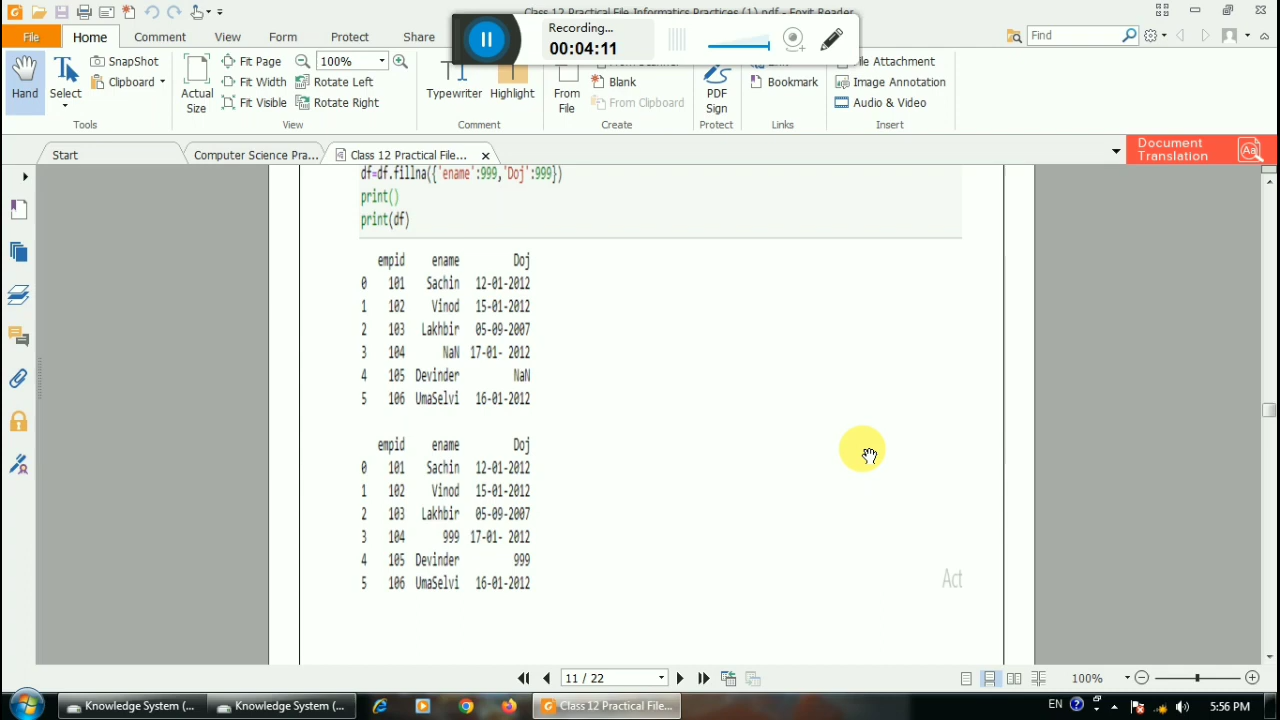 Class 12 Practical File Informatics Practices (1).pdf - Foxit Reader
Recording...
00:04:11
File Home Comment View Form Protect Share
Find
Hand
Select
SnapShot
Clipboard
Tools
Actual Size
Fit Page
Fit Width
Fit Visible
100%
Rotate Left
Rotate Right
View
Typewriter
Highlight
Comment
From File
Blank
From Clipboard
Create
PDF Sign
Protect
Bookmark
Links
File Attachment
Image Annotation
Audio & Video
Insert
Start
Computer Science Pra...
Class 12 Practical File...
Document Translation
df=df.fillna({'ename':999,'Doj':999})
print()
print(df)
empid ename Doj
0 101 Sachin 12-01-2012
1 102 Vinod 15-01-2012
2 103 Lakhbir 05-09-2007
3 104 NaN 17-01- 2012
4 105 Devinder NaN
5 106 UmaSelvi 16-01-2012
empid ename Doj
0 101 Sachin 12-01-2012
1 102 Vinod 15-01-2012
2 103 Lakhbir 05-09-2007
3 104 999 17-01- 2012
4 105 Devinder 999
5 106 UmaSelvi 16-01-2012
Act
11 / 22
100%
Knowledge System (...
Knowledge System (...
Class 12 Practical File...
EN
5:56 PM